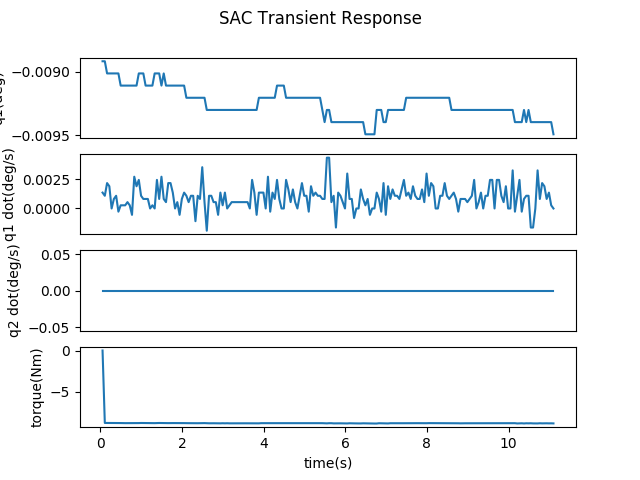 SAC Transient Response
q1(deg)
−0.0090
−0.0095
q1 dot(deg/s)
0.0025
0.0000
q2 dot(deg/s)
0.05
0.00
−0.05
torque(Nm)
0
−5
0 2 4 6 8 10
time(s)